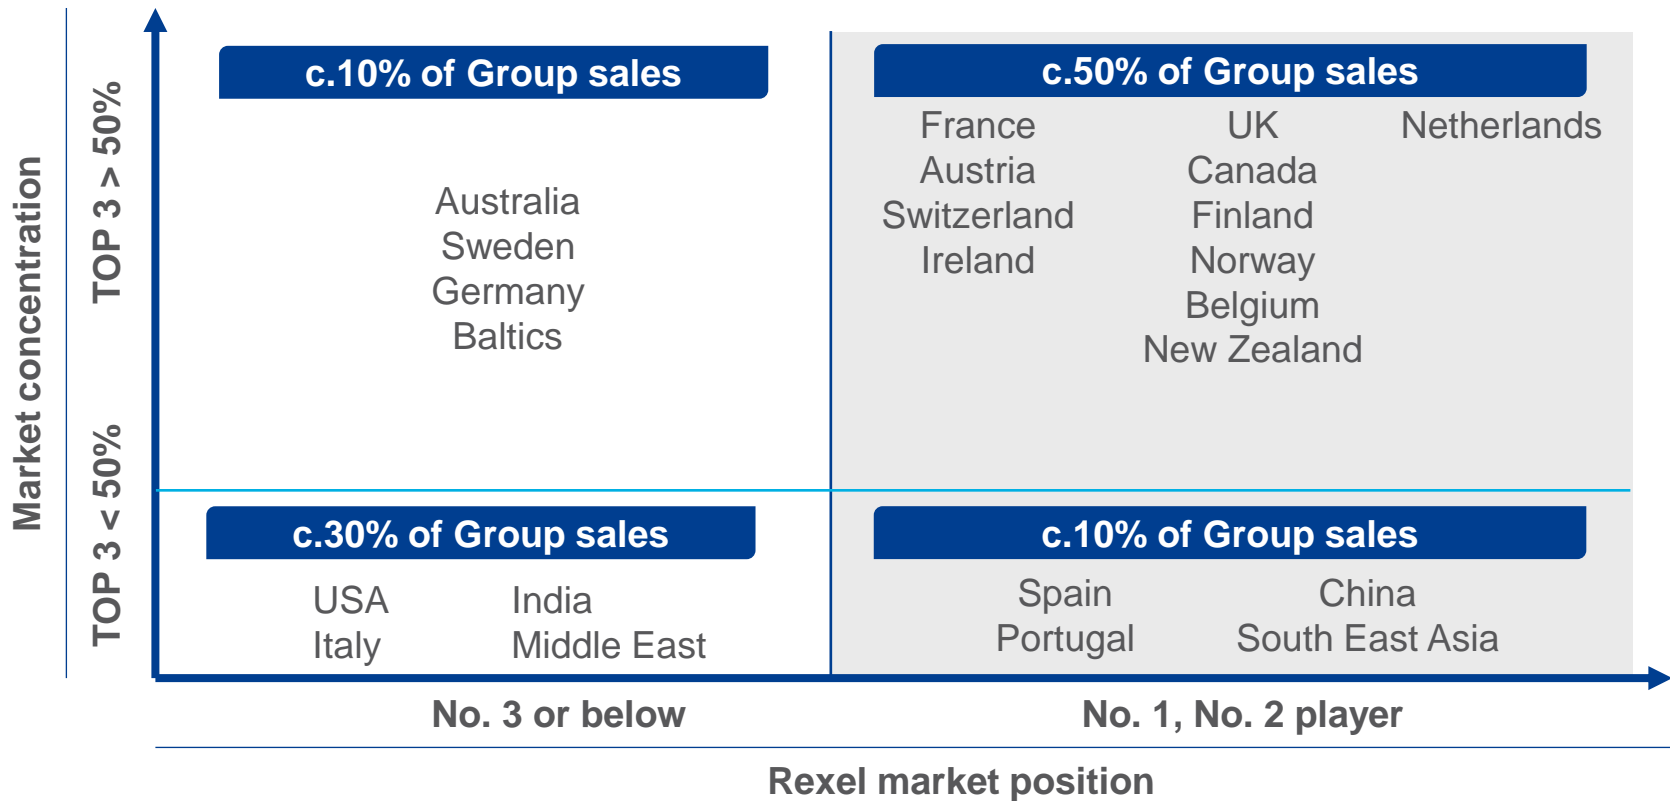 Market concentration
TOP 3 > 50%
TOP 3 < 50%
c.10% of Group sales
Australia
Sweden
Germany
Baltics
c.50% of Group sales
France UK Netherlands
Austria Canada
Switzerland Finland
Ireland Norway
Belgium
New Zealand
c.30% of Group sales
USA India
Italy Middle East
c.10% of Group sales
Spain China
Portugal South East Asia
No. 3 or below
No. 1, No. 2 player
Rexel market position